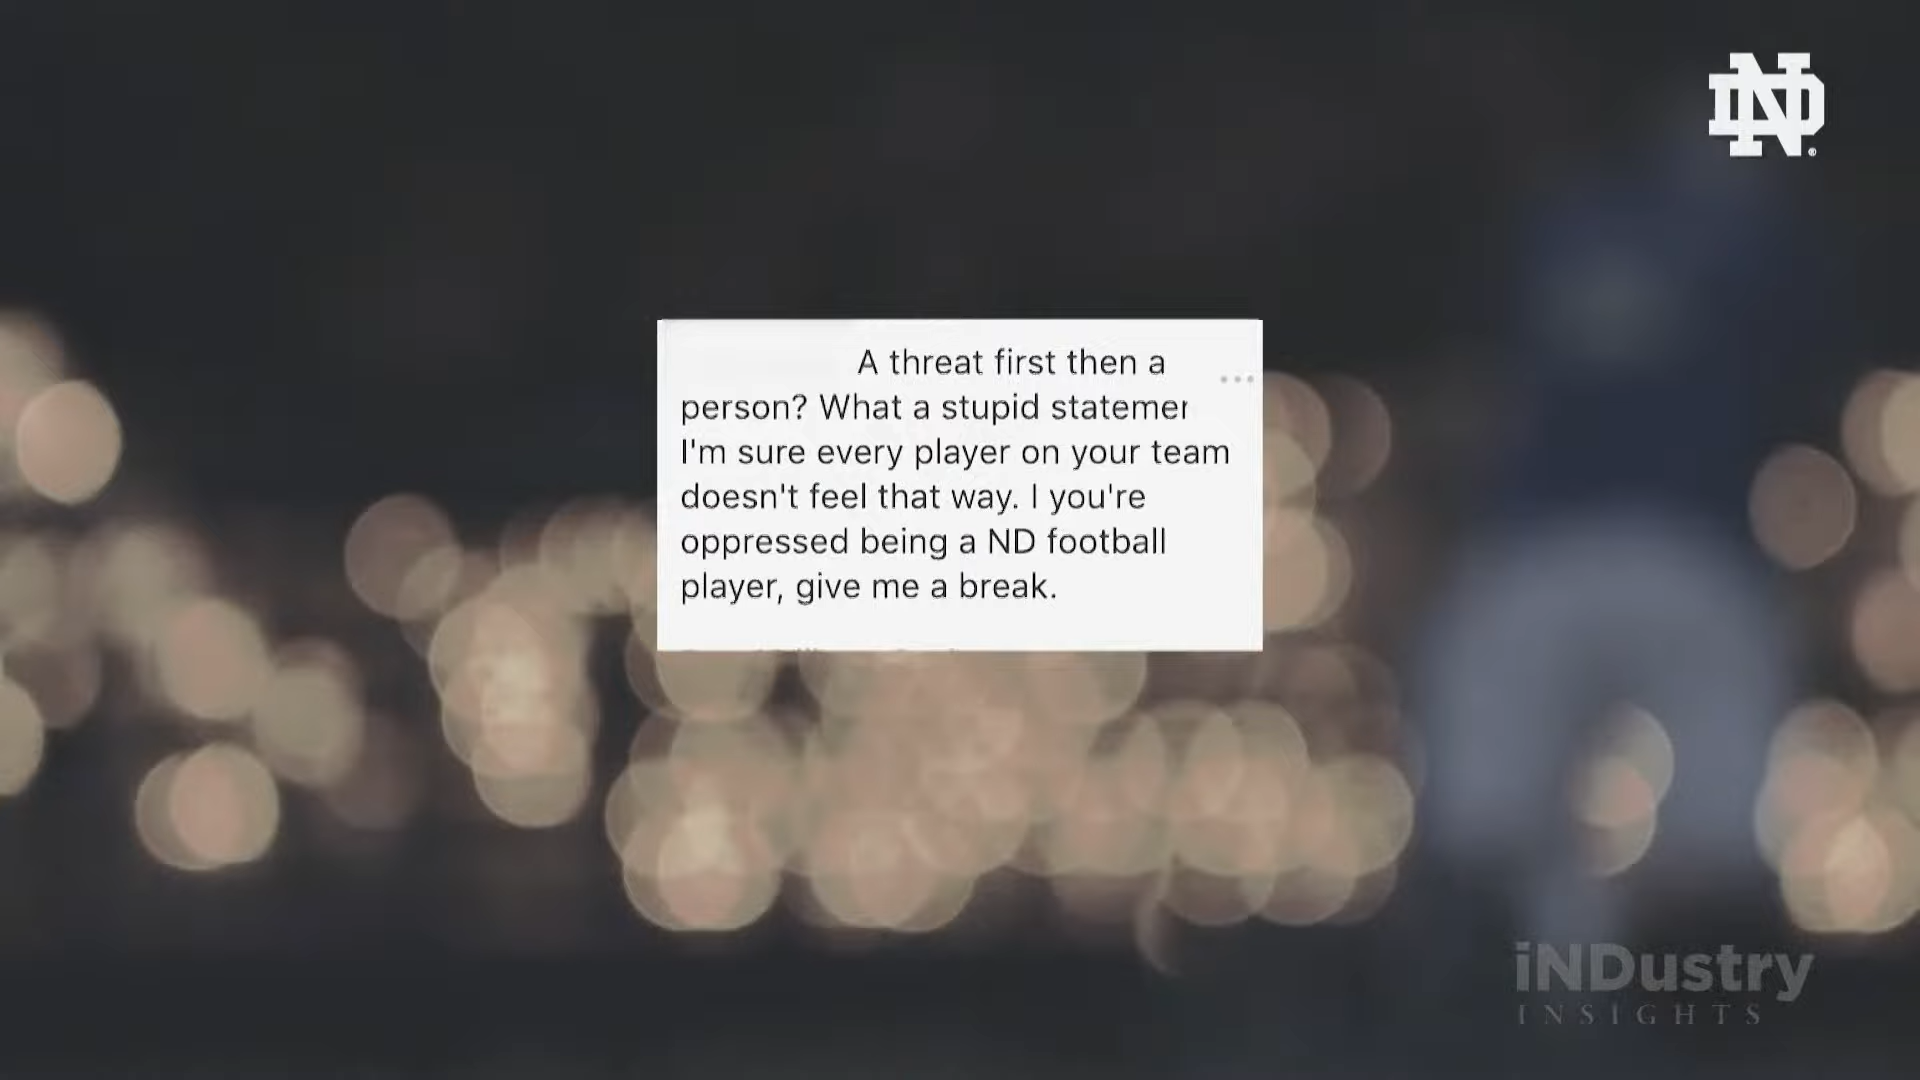 ND
A threat first then a
person? What a stupid
I'm sure every player on your team
doesn't feel that way. I you're
oppressed being a ND football
player, give me a break.
iNDustry
INSIGHTS